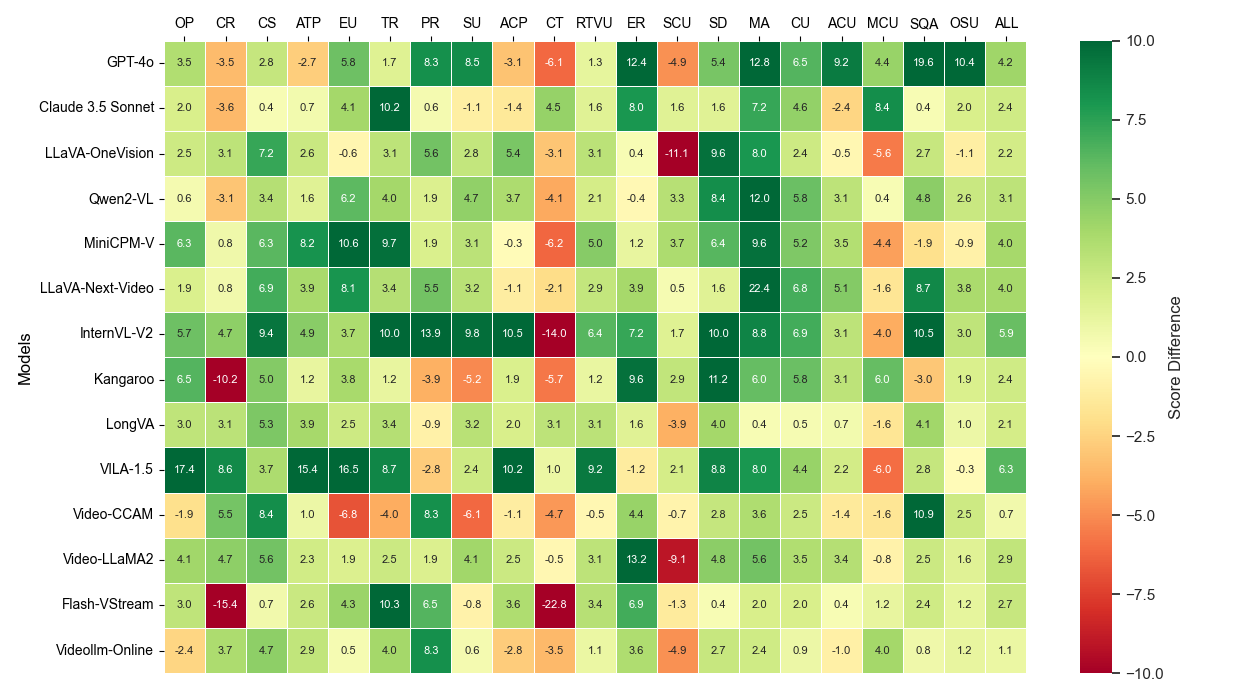 OP CR CS ATP EU TR PR SU ACP CT RTVU ER SCU SD MA CU ACU MCU SQA OSU ALL
GPT-4o 3.5 -3.5 2.8 -2.7 5.8 1.7 8.3 8.5 -3.1 -6.1 1.3 12.4 -4.9 5.4 12.8 6.5 9.2 4.4 19.6 10.4 4.2
Claude 3.5 Sonnet 2.0 -3.6 0.4 0.7 4.1 10.2 0.6 -1.1 -1.4 4.5 1.6 8.0 1.6 1.6 7.2 4.6 -2.4 8.4 0.4 2.0 2.4
LLaVA-OneVision 2.5 3.1 7.2 2.6 -0.6 3.1 5.6 2.8 5.4 -3.1 3.1 0.4 -11.1 9.6 8.0 2.4 -0.5 -5.6 2.7 -1.1 2.2
Qwen2-VL 0.6 -3.1 3.4 1.6 6.2 4.0 1.9 4.7 3.7 -4.1 2.1 -0.4 3.3 8.4 12.0 5.8 3.1 0.4 4.8 2.6 3.1
MiniCPM-V 6.3 0.8 6.3 8.2 10.6 9.7 1.9 3.1 -0.3 -6.2 5.0 1.2 3.7 6.4 9.6 5.2 3.5 -4.4 -1.9 -0.9 4.0
LLaVA-Next-Video 1.9 0.8 6.9 3.9 8.1 3.4 5.5 3.2 -1.1 -2.1 2.9 3.9 0.5 1.6 22.4 6.8 5.1 -1.6 8.7 3.8 4.0
InternVL-V2 5.7 4.7 9.4 4.9 3.7 10.0 13.9 9.8 10.5 -14.0 6.4 7.2 1.7 10.0 8.8 6.9 3.1 -4.0 10.5 3.0 5.9
Kangaroo 6.5 -10.2 5.0 1.2 3.8 1.2 -3.9 -5.2 1.9 -5.7 1.2 9.6 2.9 11.2 6.0 5.8 3.1 6.0 -3.0 1.9 2.4
LongVA 3.0 3.1 5.3 3.9 2.5 3.4 -0.9 3.2 2.0 3.1 3.1 1.6 -3.9 4.0 0.4 0.5 0.7 -1.6 4.1 1.0 2.1
VILA-1.5 17.4 8.6 3.7 15.4 16.5 8.7 -2.8 2.4 10.2 1.0 9.2 -1.2 2.1 8.8 8.0 4.4 2.2 -6.0 2.8 -0.3 6.3
Video-CCAM -1.9 5.5 8.4 1.0 -6.8 -4.0 8.3 -6.1 -1.1 -4.7 -0.5 4.4 -0.7 2.8 3.6 2.5 -1.4 -1.6 10.9 2.5 0.7
Video-LLaMA2 4.1 4.7 5.6 2.3 1.9 2.5 1.9 4.1 2.5 -0.5 3.1 13.2 -9.1 4.8 5.6 3.5 3.4 -0.8 2.5 1.6 2.9
Flash-VStream 3.0 -15.4 0.7 2.6 4.3 10.3 6.5 -0.8 3.6 -22.8 3.4 6.9 -1.3 0.4 2.0 2.0 0.4 1.2 2.4 1.2 2.7
Videollm-Online -2.4 3.7 4.7 2.9 0.5 4.0 8.3 0.6 -2.8 -3.5 1.1 3.6 -4.9 2.7 2.4 0.9 -1.0 4.0 0.8 1.2 1.1
Models
10.0
7.5
5.0
2.5
0.0
−2.5
−5.0
−7.5
−10.0
Score Difference